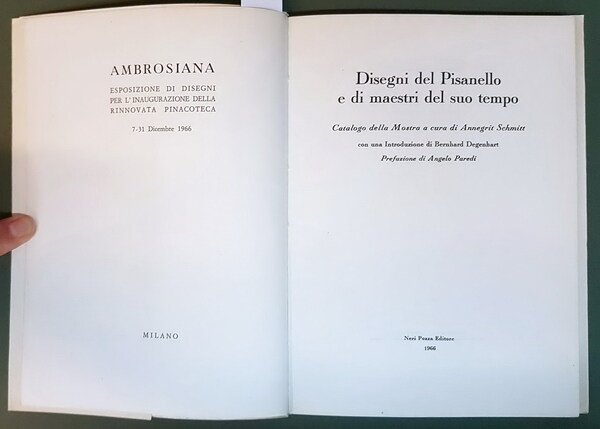 AMBROSIANA
ESPOSIZIONE DI DISEGNI
PER L'INAUGURAZIONE DELLA
RINNOVATA PINACOTECA
7-31 Dicembre 1966
MILANO
Disegni del Pisanello
e di maestri del suo tempo
Catalogo della Mostra a cura di Annegrit Schmitt
con una Introduzione di Bernhard Degenhart
Prefazione di Angelo Paredi
Neri Pozza Editore
1966